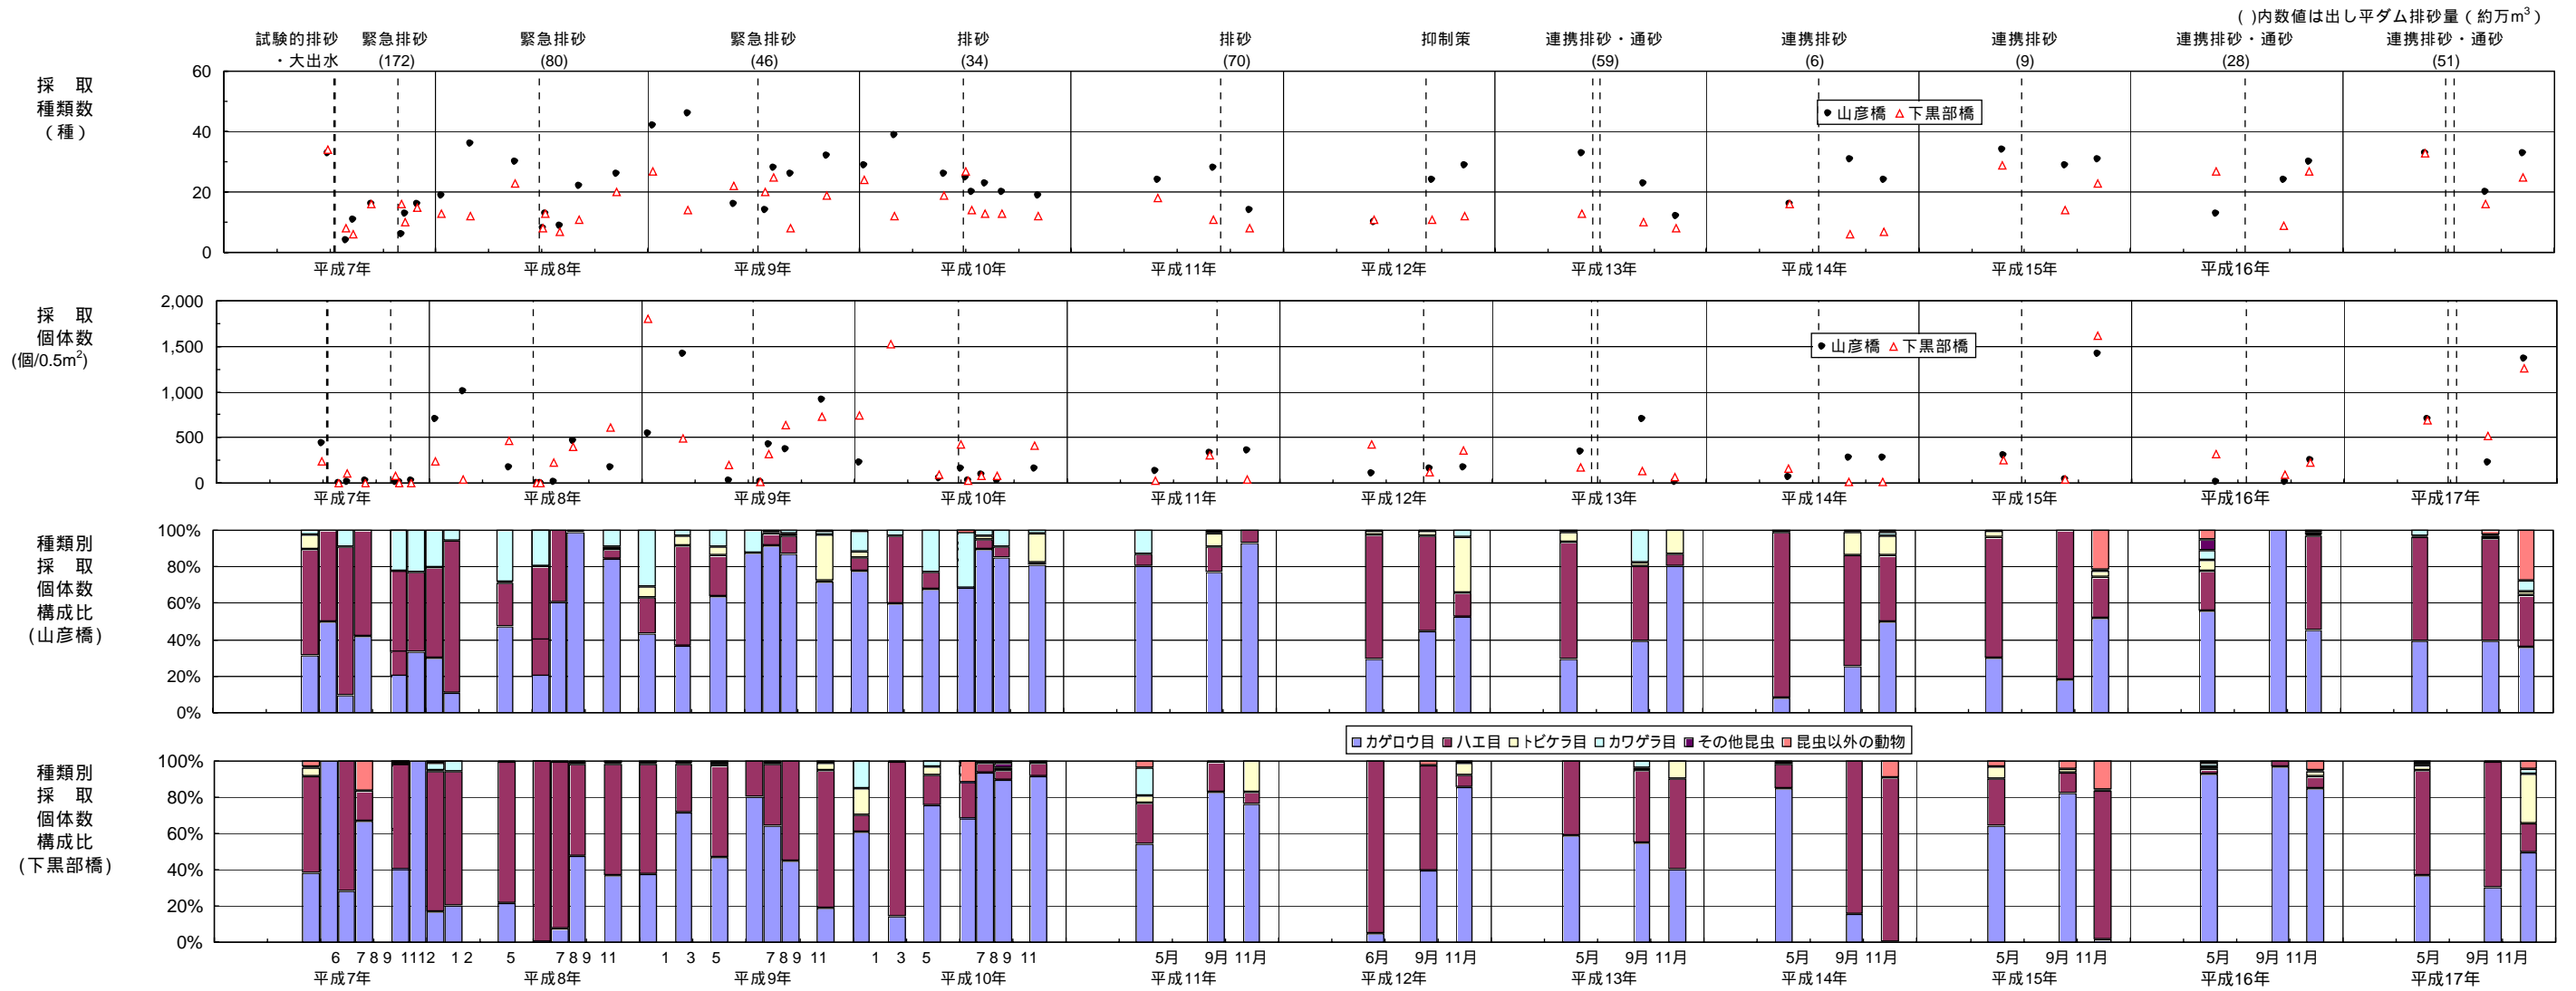 ( )内数値は出し平ダム排砂量（約万m³）
試験的排砂 緊急排砂 緊急排砂 緊急排砂 排砂 排砂 抑制策 連携排砂・通砂 連携排砂 連携排砂 連携排砂・通砂 連携排砂・通砂
・大出水 (172) (80) (46) (34) (70) (59) (6) (9) (28) (51)
採 取
種類数
（種）
60
40
20
0
山彦橋 下黒部橋
平成7年 平成8年 平成9年 平成10年 平成11年 平成12年 平成13年 平成14年 平成15年 平成16年
採 取
個体数
(個/0.5m²)
2,000
1,500
1,000
500
0
山彦橋 下黒部橋
平成7年 平成8年 平成9年 平成10年 平成11年 平成12年 平成13年 平成14年 平成15年 平成16年 平成17年
種類別
採 取
個体数
構成比
(山彦橋)
100%
80%
60%
40%
20%
0%
カゲロウ目 ハエ目 トビケラ目 カワゲラ目 その他昆虫 昆虫以外の動物
種類別
採 取
個体数
構成比
(下黒部橋)
100%
80%
60%
40%
20%
0%
6 7 8 9 11 12 1 2 5 7 8 9 11 1 3 5 7 8 9 11 1 3 5 7 8 9 11 5月 9月 11月 6月 9月 11月 5月 9月 11月 5月 9月 11月 5月 9月 11月 5月 9月 11月 5月 9月 11月
平成7年 平成8年 平成9年 平成10年 平成11年 平成12年 平成13年 平成14年 平成15年 平成16年 平成17年